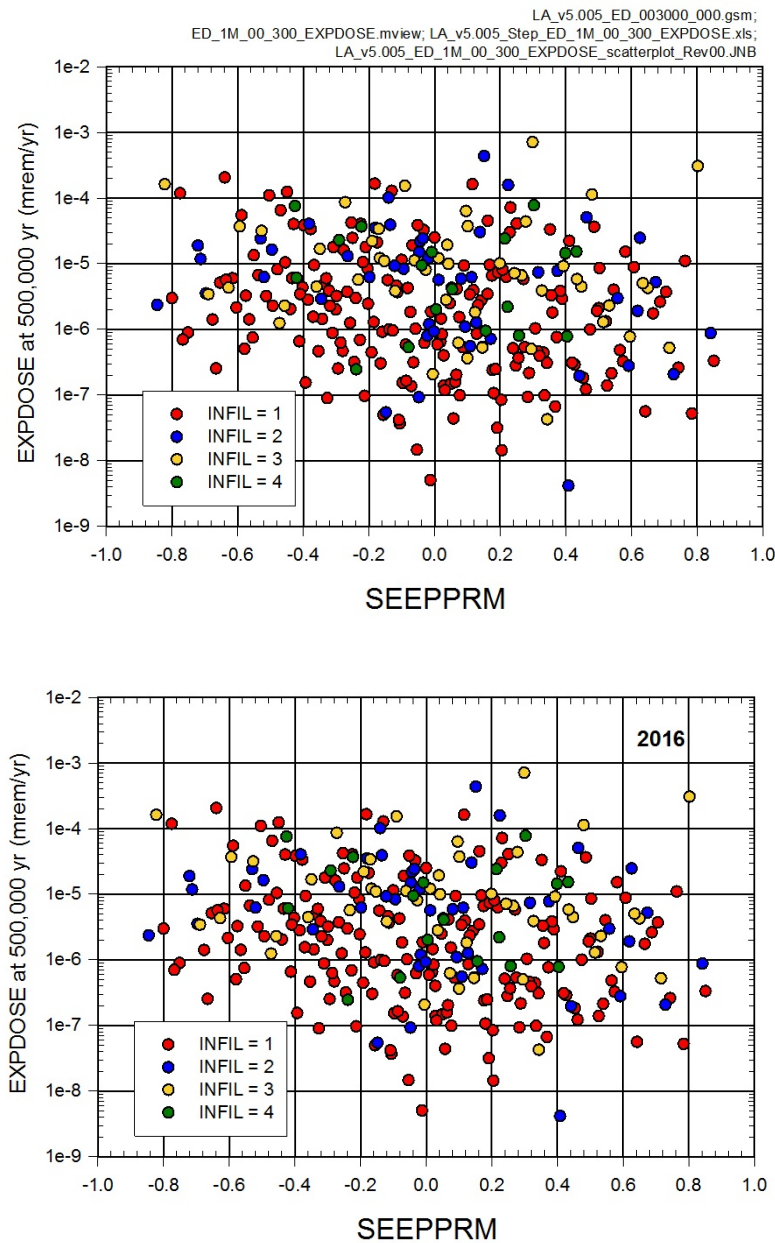 LA_v5.005_ED_003000_000.gsm;
ED_1M_00_300_EXPDOSE.mview; LA_v5.005_Step_ED_1M_00_300_EXPDOSE.xls;
LA_v5.005_ED_1M_00_300_EXPDOSE_scatterplot_Rev00.JNB
EXPDOSE at 500,000 yr (mrem/yr)
1e-2
1e-3
1e-4
1e-5
1e-6
1e-7
1e-8
1e-9
INFIL = 1
INFIL = 2
INFIL = 3
INFIL = 4
-1.0 -0.8 -0.6 -0.4 -0.2 0.0 0.2 0.4 0.6 0.8 1.0
SEEPPRM
EXPDOSE at 500,000 yr (mrem/yr)
1e-2
1e-3
1e-4
1e-5
1e-6
1e-7
1e-8
1e-9
2016
INFIL = 1
INFIL = 2
INFIL = 3
INFIL = 4
-1.0 -0.8 -0.6 -0.4 -0.2 0.0 0.2 0.4 0.6 0.8 1.0
SEEPPRM